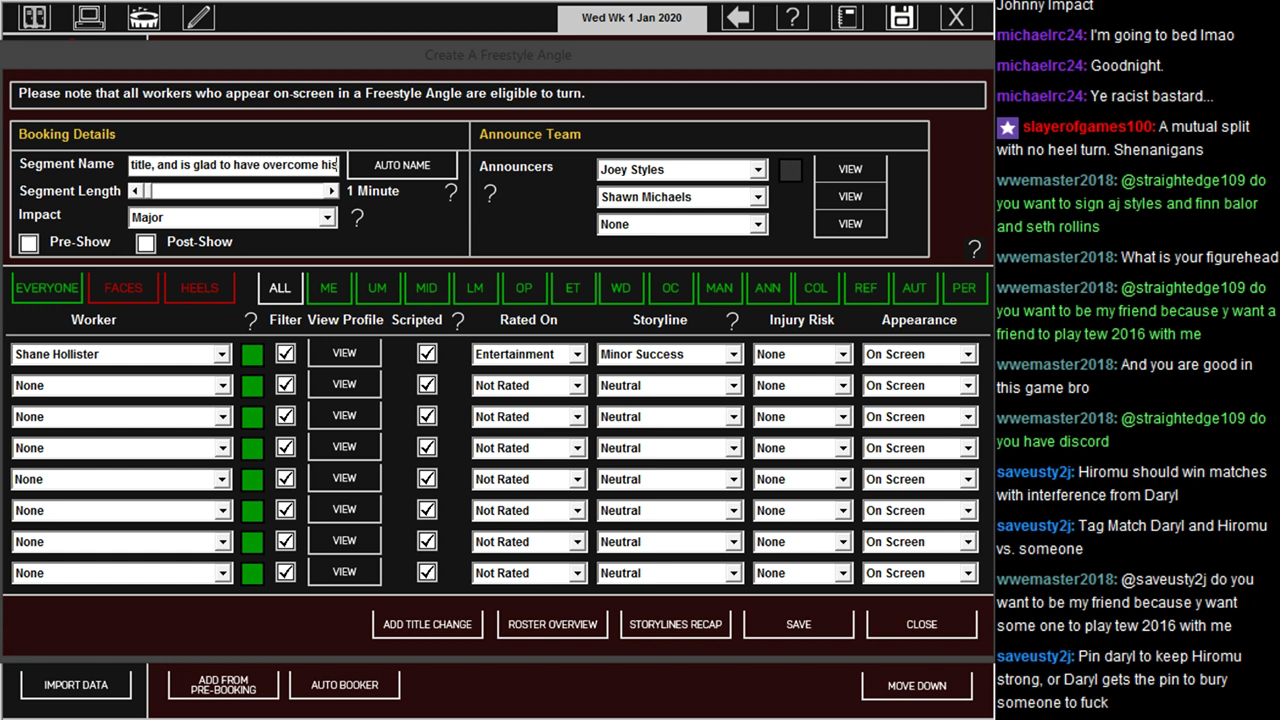 Wed Wk 1 Jan 2020
Create A Freestyle Angle
Please note that all workers who appear on-screen in a Freestyle Angle are eligible to turn.
Booking Details
Segment Name title, and is glad to have overcome his AUTO NAME
Segment Length 1 Minute ?
Impact Major ?
Pre-Show Post-Show
Announce Team
Announcers Joey Styles VIEW
? Shawn Michaels VIEW
None VIEW
?
EVERYONE FACES HEELS ALL ME UM MID LM OP ET WD OC MAN ANN COL REF AUT PER
Worker ? Filter View Profile Scripted ? Rated On Storyline ? Injury Risk Appearance
Shane Hollister VIEW Entertainment Minor Success None On Screen
None VIEW Not Rated Neutral None On Screen
None VIEW Not Rated Neutral None On Screen
None VIEW Not Rated Neutral None On Screen
None VIEW Not Rated Neutral None On Screen
None VIEW Not Rated Neutral None On Screen
None VIEW Not Rated Neutral None On Screen
None VIEW Not Rated Neutral None On Screen
ADD TITLE CHANGE ROSTER OVERVIEW STORYLINES RECAP SAVE CLOSE
IMPORT DATA ADD FROM PRE-BOOKING AUTO BOOKER MOVE DOWN
Johnny Impact
michaelrc24: I'm going to bed lmao
michaelrc24: Goodnight.
michaelrc24: Ye racist bastard...
slayerofgames100: A mutual split
with no heel turn. Shenanigans
wwemaster2018: @straightedge109 do
you want to sign aj styles and finn balor
and seth rollins
wwemaster2018: What is your figurehead
wwemaster2018: @straightedge109 do
you want to be my friend because y want a
friend to play tew 2016 with me
wwemaster2018: And you are good in
this game bro
wwemaster2018: @straightedge109 do
you have discord
saveusty2j: Hiromu should win matches
with interference from Daryl
saveusty2j: Tag Match Daryl and Hiromu
vs. someone
wwemaster2018: @saveusty2j do you
want to be my friend because y want
some one to play tew 2016 with me
saveusty2j: Pin daryl to keep Hiromu
strong, or Daryl gets the pin to bury
someone to fuck